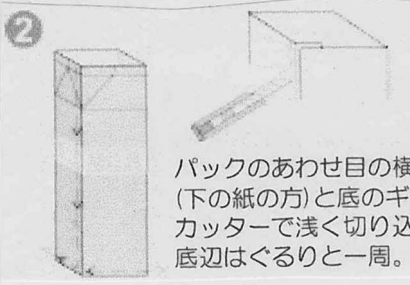 2
パックのあわせ目の横
(下の紙の方)と底のギ
カッターで浅く切り込
底辺はぐるりと一周。